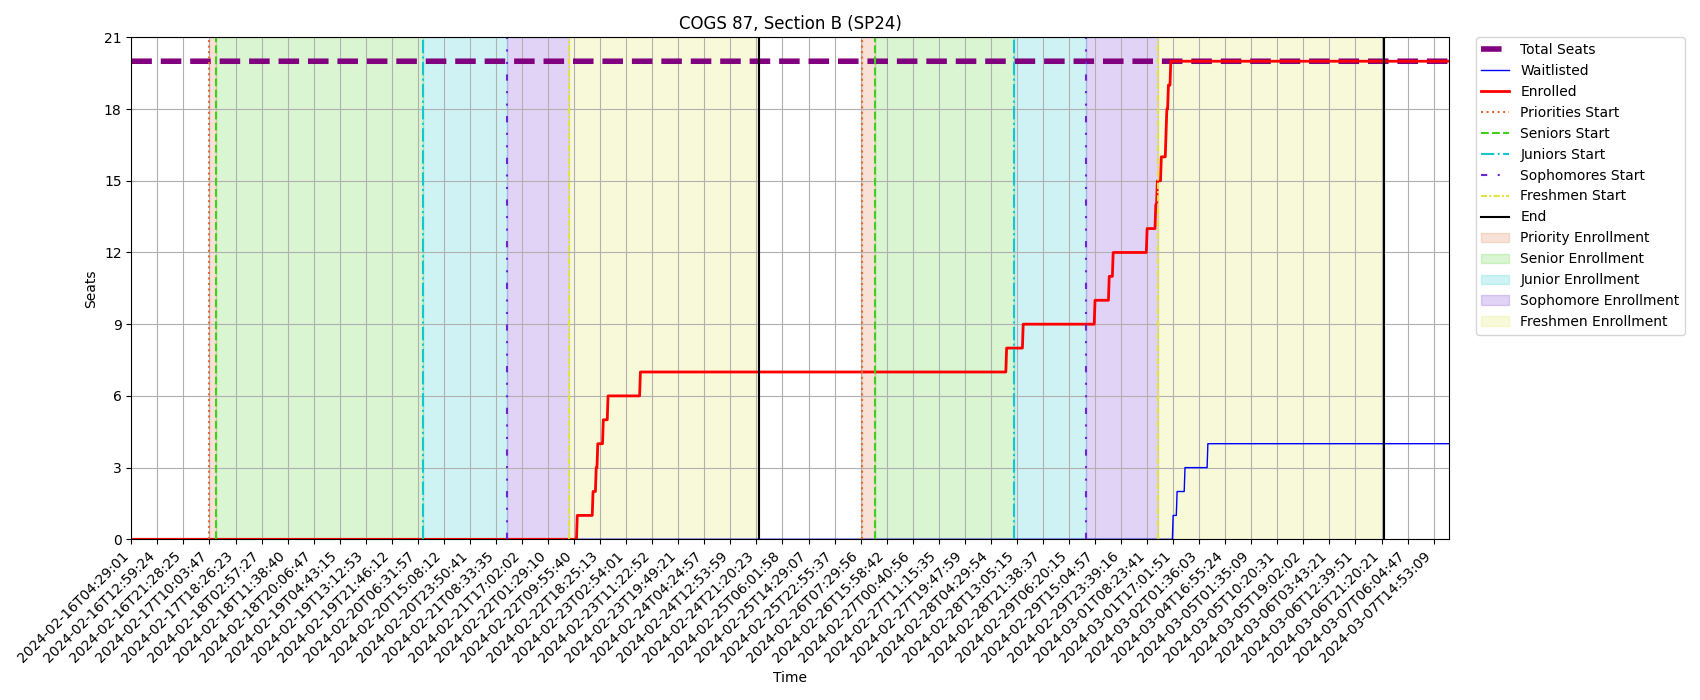 COGS 87, Section B (SP24)
21
18
15
12
9
6
3
0
Seats
2024-02-16T04:29:01
2024-02-16T12:59:24
2024-02-16T21:28:25
2024-02-17T10:03:47
2024-02-17T18:26:23
2024-02-18T02:57:27
2024-02-18T11:38:40
2024-02-18T20:06:47
2024-02-19T04:43:15
2024-02-19T13:12:53
2024-02-19T21:46:12
2024-02-20T06:31:57
2024-02-20T15:08:12
2024-02-20T23:50:41
2024-02-21T08:33:35
2024-02-21T17:02:02
2024-02-22T01:29:10
2024-02-22T09:55:40
2024-02-22T18:25:13
2024-02-23T02:54:01
2024-02-23T11:22:52
2024-02-23T19:49:21
2024-02-24T04:24:57
2024-02-24T12:53:59
2024-02-24T21:20:23
2024-02-25T06:01:58
2024-02-25T14:29:07
2024-02-25T22:55:37
2024-02-26T07:29:56
2024-02-26T15:58:42
2024-02-27T00:40:56
2024-02-27T11:15:35
2024-02-27T19:47:59
2024-02-28T04:29:54
2024-02-28T13:05:15
2024-02-28T21:38:37
2024-02-29T06:20:15
2024-02-29T15:04:57
2024-02-29T23:39:16
2024-03-01T08:23:41
2024-03-01T17:01:51
2024-03-02T01:36:03
2024-03-04T16:55:24
2024-03-05T01:35:09
2024-03-05T10:20:31
2024-03-05T19:02:02
2024-03-06T03:43:21
2024-03-06T12:39:51
2024-03-06T21:20:21
2024-03-07T06:04:47
2024-03-07T14:53:09
Time
Total Seats
Waitlisted
Enrolled
Priorities Start
Seniors Start
Juniors Start
Sophomores Start
Freshmen Start
End
Priority Enrollment
Senior Enrollment
Junior Enrollment
Sophomore Enrollment
Freshmen Enrollment